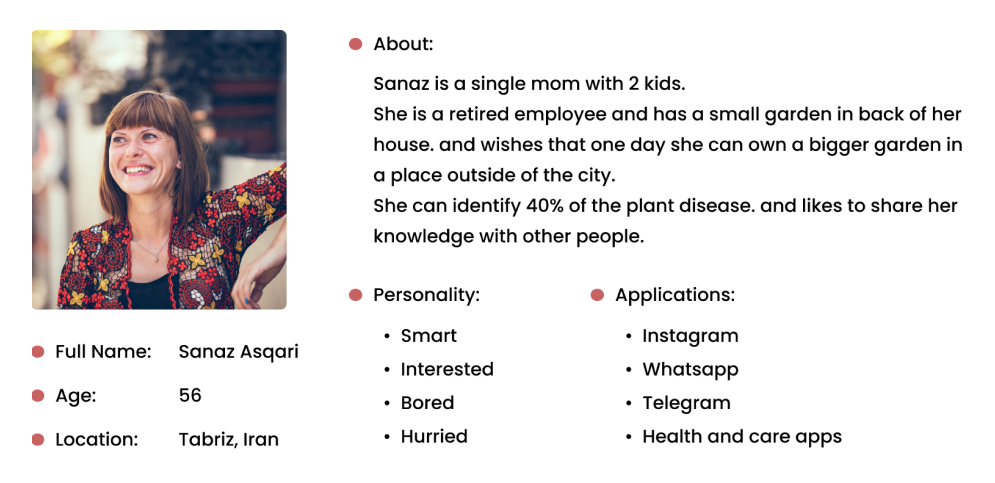 About:
Sanaz is a single mom with 2 kids.
She is a retired employee and has a small garden in back of her
house. and wishes that one day she can own a bigger garden in
a place outside of the city.
She can identify 40% of the plant disease. and likes to share her
knowledge with other people.
Personality:
• Smart
• Interested
• Bored
• Hurried
Applications:
• Instagram
• Whatsapp
• Telegram
• Health and care apps
Full Name: Sanaz Asqari
Age: 56
Location: Tabriz, Iran